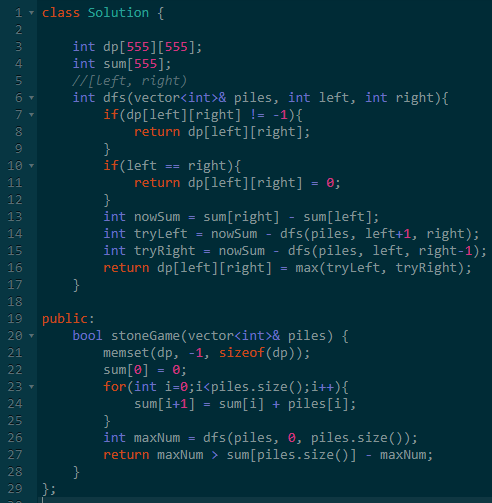 1 class Solution {
2
3     int dp[555][555];
4     int sum[555];
5     //[left, right)
6     int dfs(vector<int>& piles, int left, int right){
7         if(dp[left][right] != -1){
8             return dp[left][right];
9         }
10         if(left == right){
11             return dp[left][right] = 0;
12         }
13         int nowSum = sum[right] - sum[left];
14         int tryLeft = nowSum - dfs(piles, left+1, right);
15         int tryRight = nowSum - dfs(piles, left, right-1);
16         return dp[left][right] = max(tryLeft, tryRight);
17     }
18
19 public:
20     bool stoneGame(vector<int>& piles) {
21         memset(dp, -1, sizeof(dp));
22         sum[0] = 0;
23         for(int i=0;i<piles.size();i++){
24             sum[i+1] = sum[i] + piles[i];
25         }
26         int maxNum = dfs(piles, 0, piles.size());
27         return maxNum > sum[piles.size()] - maxNum;
28     }
29 };